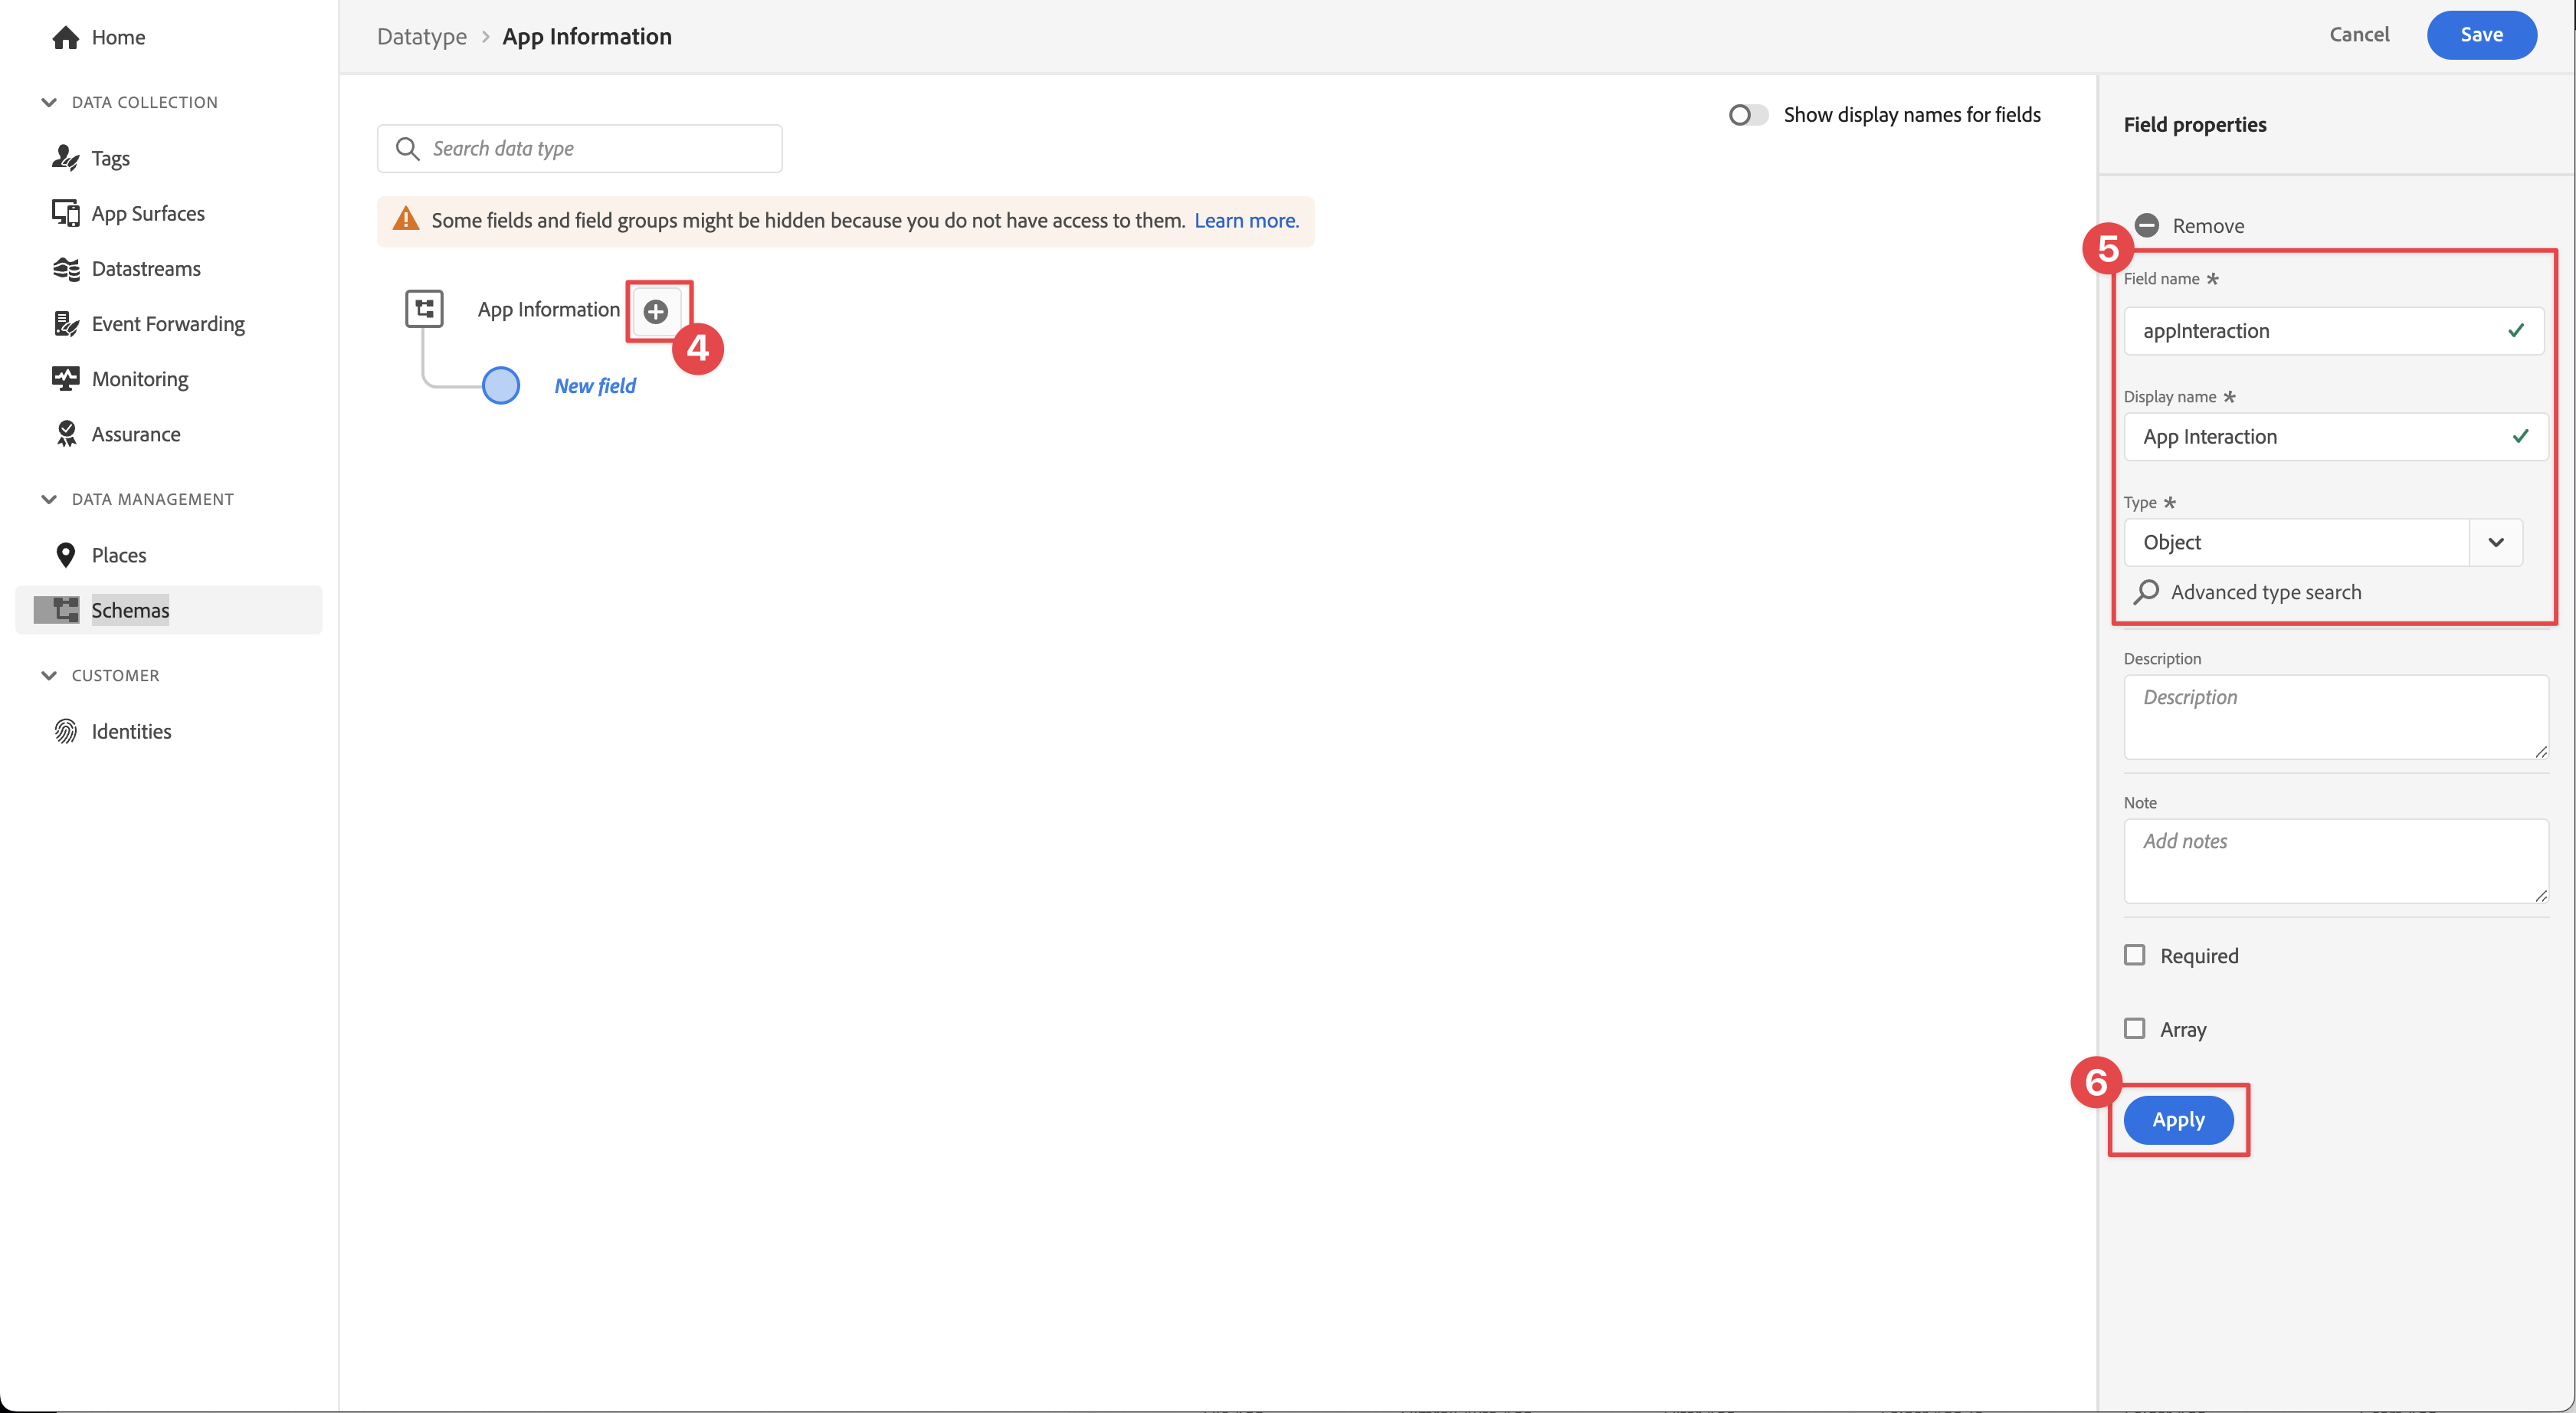 Home
DATA COLLECTION
Tags
App Surfaces
Datastreams
Event Forwarding
Monitoring
Assurance
DATA MANAGEMENT
Places
Schemas
CUSTOMER
Identities
Datatype > App Information
Cancel
Save
Show display names for fields
Search data type
Some fields and field groups might be hidden because you do not have access to them. Learn more.
App Information
4
New field
Field properties
Remove
5
Field name *
appInteraction
Display name *
App Interaction
Type *
Object
Advanced type search
Description
Description
Note
Add notes
Required
Array
6
Apply